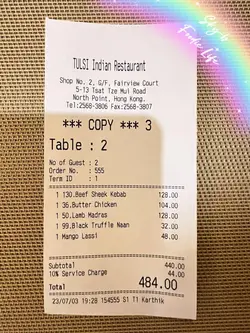 Sogil
Foodie Life
TULSI Indian Restaurant
Shop No. 2, G/F, Fairview Court
5-13 Tsat Tze Mui Road
North Point, Hong Kong.
Tel:2568-3806 Fax:2568-3807
*** COPY *** 3
Table : 2
No of Guest : 2
Order No. : 555
Term ID : 1
1 130.Beef Sheek Kebab 128.00
1 36.Butter Chicken 104.00
1 50.Lamb Madras 128.00
1 99.Black Truffle Naan 32.00
1 Mango Lassi 48.00
Subtotal 440.00
10% Service Charge 44.00
Total 484.00
23/07/03 19:28 154555 S1 T1 Karthik